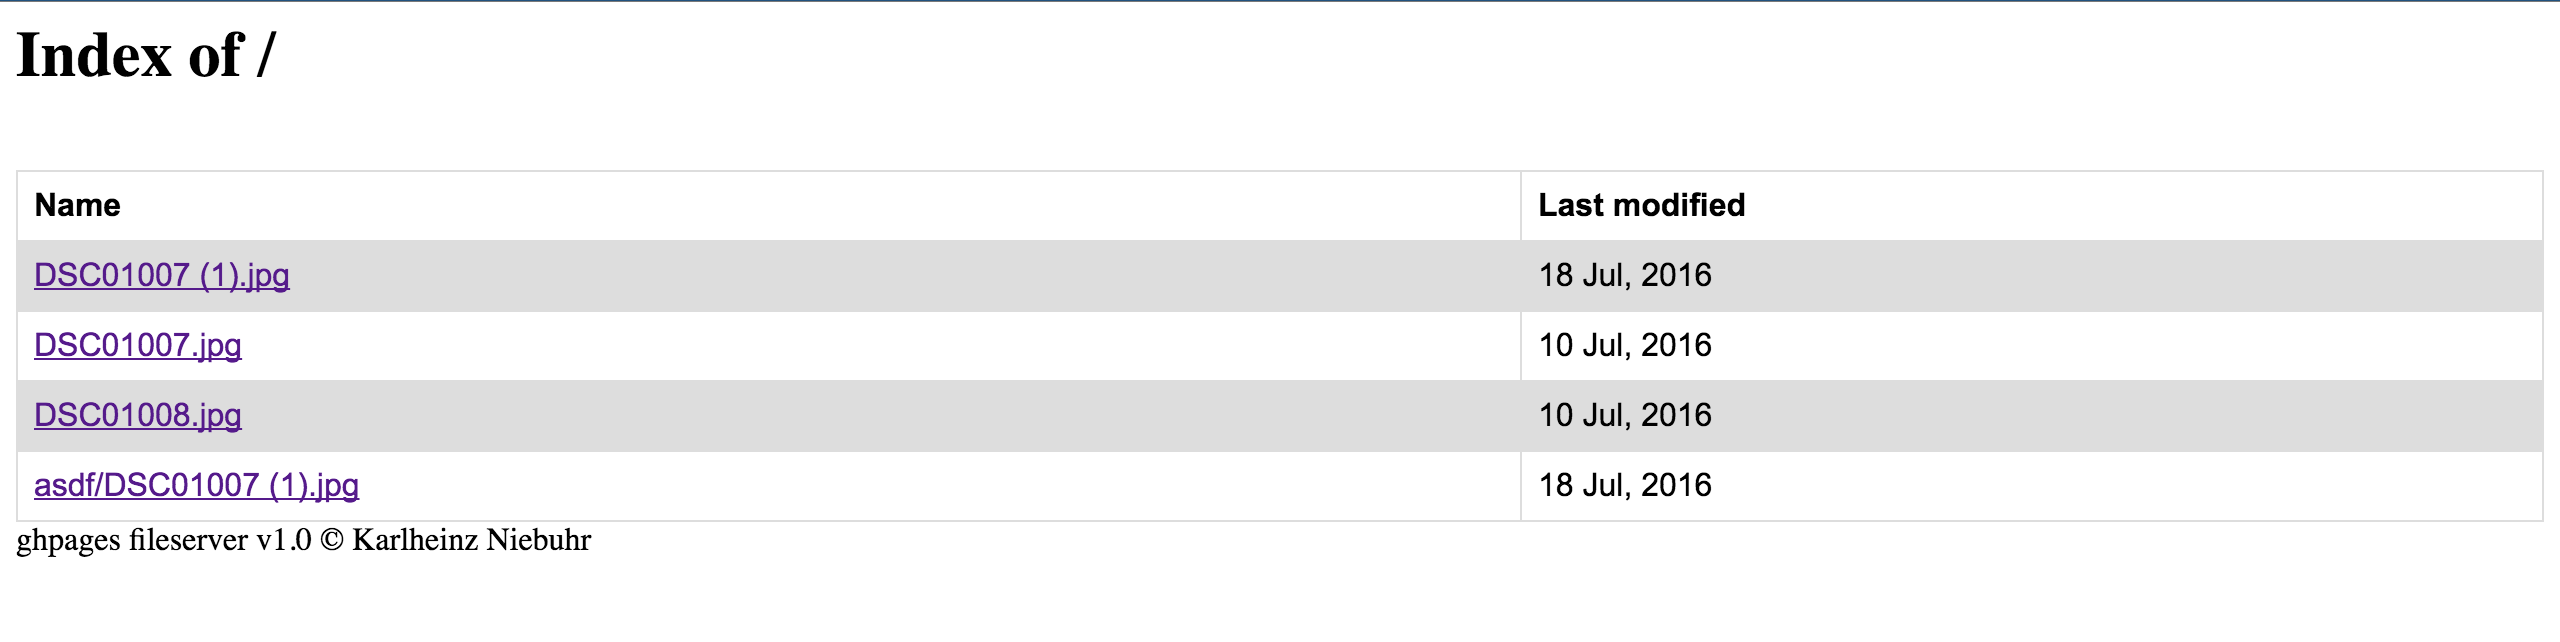 Index of /
Name Last modified
DSC01007 (1).jpg 18 Jul, 2016
DSC01007.jpg 10 Jul, 2016
DSC01008.jpg 10 Jul, 2016
asdf/DSC01007 (1).jpg 18 Jul, 2016
ghpages fileserver v1.0 © Karlheinz Niebuhr